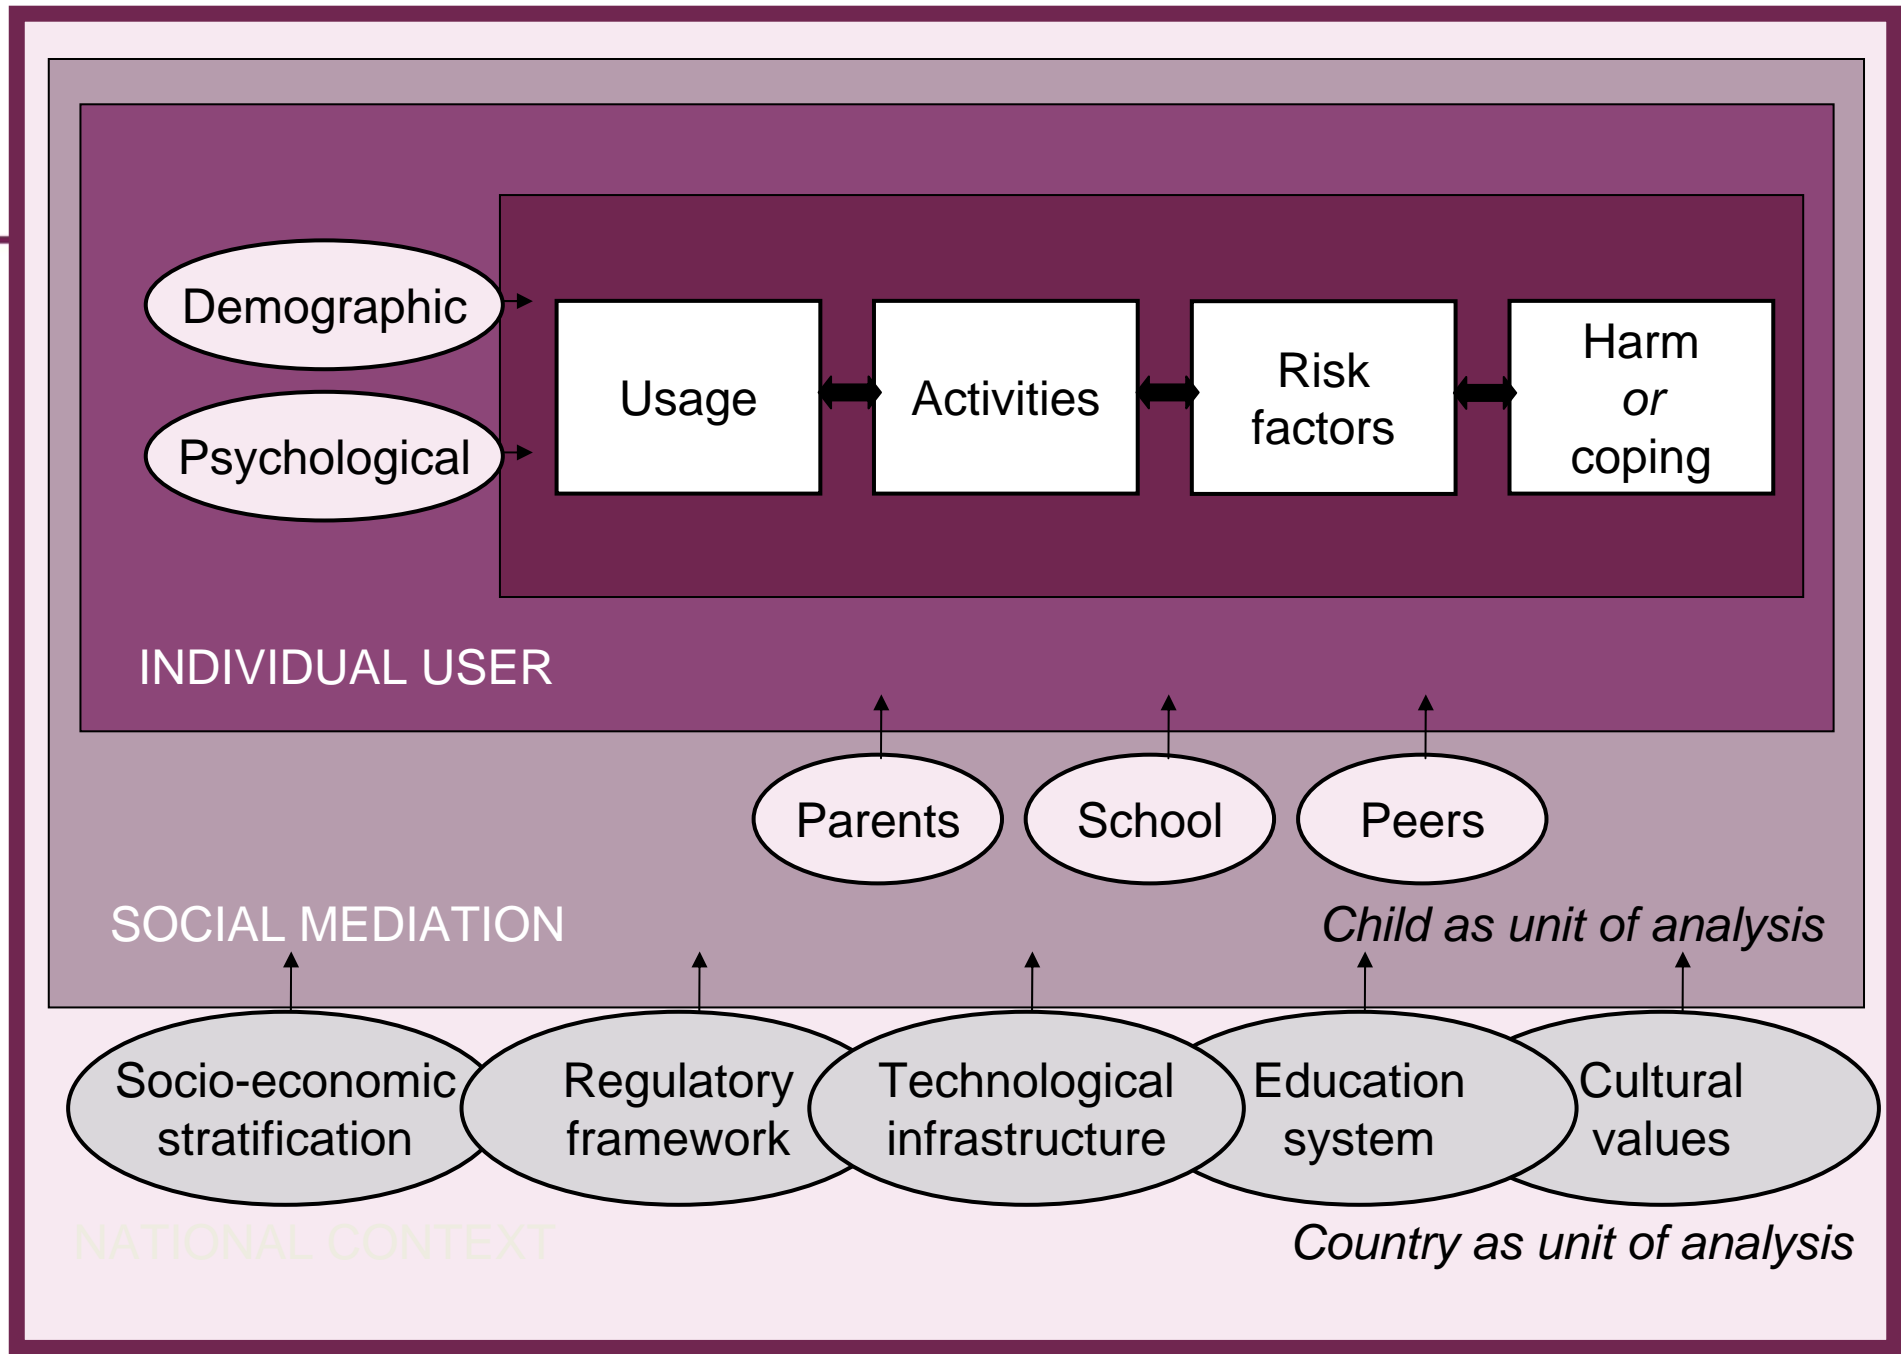 Demographic
Psychological
Usage
Activities
Risk
factors
Harm
or
coping
INDIVIDUAL USER
Parents
School
Peers
SOCIAL MEDIATION
Child as unit of analysis
Socio-economic
stratification
Regulatory
framework
Technological
infrastructure
Education
system
Cultural
values
NATIONAL CONTEXT
Country as unit of analysis